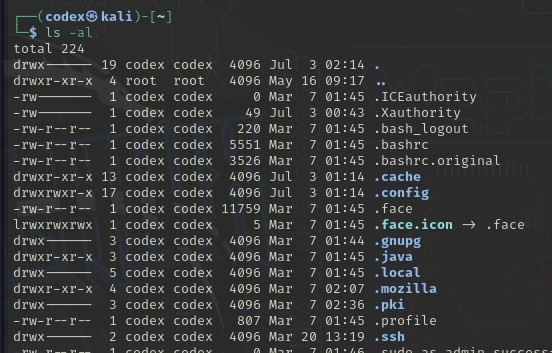 ┌──(codex㉿kali)-[~]
└─$ ls -al
total 224
drwx------ 19 codex codex  4096 Jul  3 02:14 .
drwxr-xr-x  4 root  root   4096 May 16 09:17 ..
-rw-------  1 codex codex     0 Mar  7 01:45 .ICEauthority
-rw-------  1 codex codex    49 Jul  3 00:43 .Xauthority
-rw-r--r--  1 codex codex   220 Mar  7 01:45 .bash_logout
-rw-r--r--  1 codex codex  5551 Mar  7 01:45 .bashrc
-rw-r--r--  1 codex codex  3526 Mar  7 01:45 .bashrc.original
drwxr-xr-x 13 codex codex  4096 Jul  3 01:14 .cache
drwxrwxr-x 17 codex codex  4096 Jul  3 01:14 .config
-rw-r--r--  1 codex codex 11759 Mar  7 01:45 .face
lrwxrwxrwx  1 codex codex     5 Mar  7 01:45 .face.icon -> .face
drwx------  3 codex codex  4096 Mar  7 01:44 .gnupg
drwxr-xr-x  3 codex codex  4096 Mar  7 01:45 .java
drwx------  5 codex codex  4096 Mar  7 01:45 .local
drwxr-xr-x  4 codex codex  4096 Mar  7 02:07 .mozilla
drwx------  3 codex codex  4096 Mar  7 02:36 .pki
-rw-r--r--  1 codex codex   807 Mar  7 01:45 .profile
drwx------  2 codex codex  4096 Mar 20 13:19 .ssh
-rw-r--r--  1 codex codex     0 Mar  7 01:46 .sudo_as_admin_success